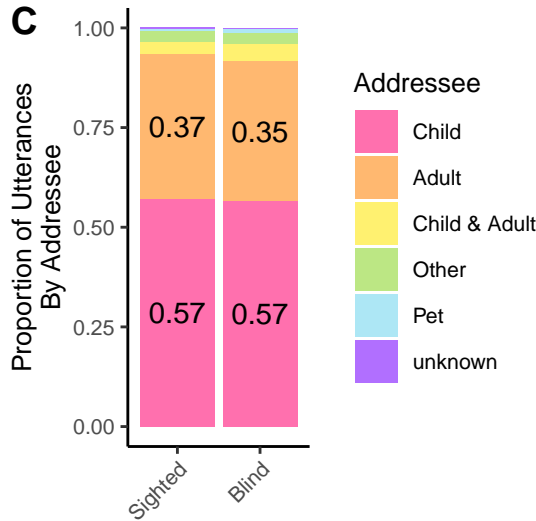 C
Proportion of Utterances
By Addressee
1.00
0.75
0.50
0.25
0.00
0.37
0.35
0.57
0.57
Sighted
Blind
Addressee
Child
Adult
Child & Adult
Other
Pet
unknown